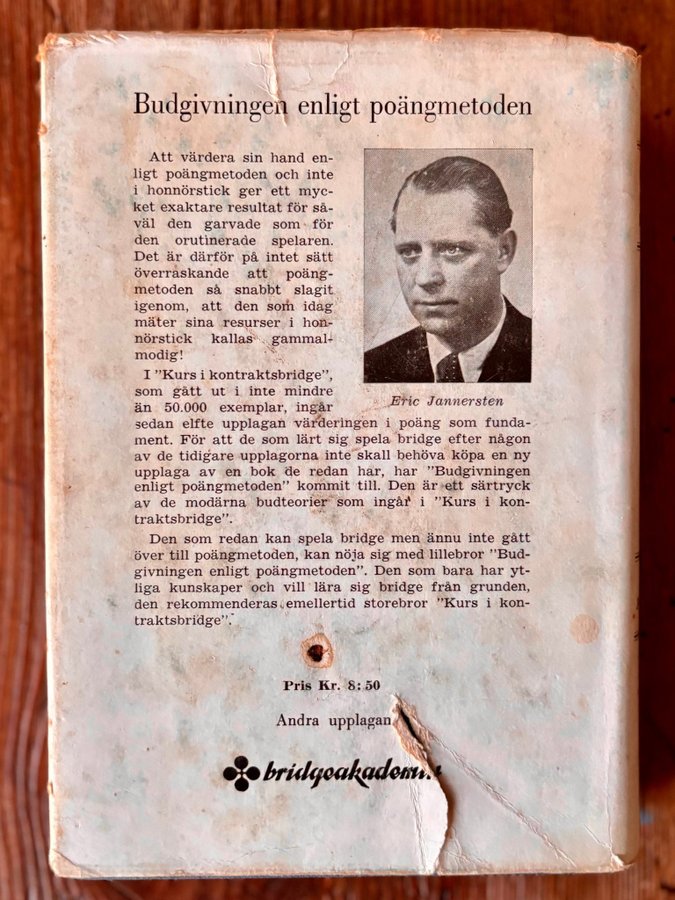 Budgivningen enligt poängmetoden
Att värdera sin hand en-
ligt poängmetoden och inte
i honnörstick ger ett myc-
ket exaktare resultat för så-
väl den garvade som för
den orutinerade spelaren.
Det är därför på intet sätt
överraskande att poäng-
metoden så snabbt slagit
igenom, att den som idag
mäter sina resurser i hon-
nörstick kallas gammal-
modig!
I "Kurs i kontraktsbridge",
som gått ut i inte mindre
än 50.000 exemplar, ingår
sedan elfte upplagan värderingen i poäng som funda-
ment. För att de som lärt sig spela bridge efter någon
av de tidigare upplagorna inte skall behöva köpa en ny
upplaga av en bok de redan har, har "Budgivningen
enligt poängmetoden" kommit till. Den är ett särtryck
av de modärna budteorier som ingår i "Kurs i kon-
traktsbridge".
Den som redan kan spela bridge men ännu inte gått
över till poängmetoden, kan nöja sig med lillebror "Bud-
givningen enligt poängmetoden". Den som bara har yt-
liga kunskaper och vill lära sig bridge från grunden,
den rekommenderas emellertid storebror "Kurs i kon-
traktsbridge".
Eric Jannersten
Pris Kr. 8:50
Andra upplagan